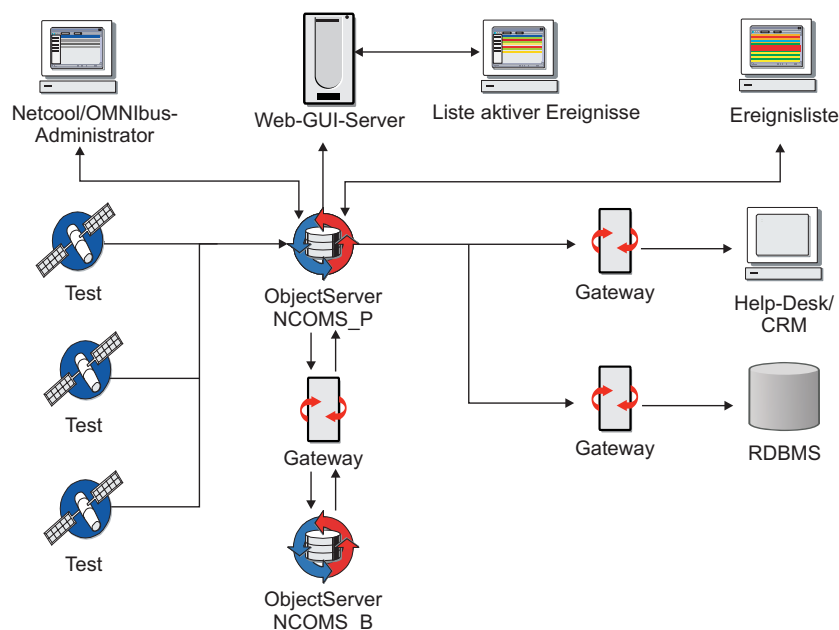 Netcool/OMNIbus-
Administrator
Web-GUI-Server
Liste aktiver Ereignisse
Ereignisliste
Test
ObjectServer
NCOMS_P
Gateway
Help-Desk/
CRM
Test
Gateway
Gateway
RDBMS
Test
ObjectServer
NCOMS_B